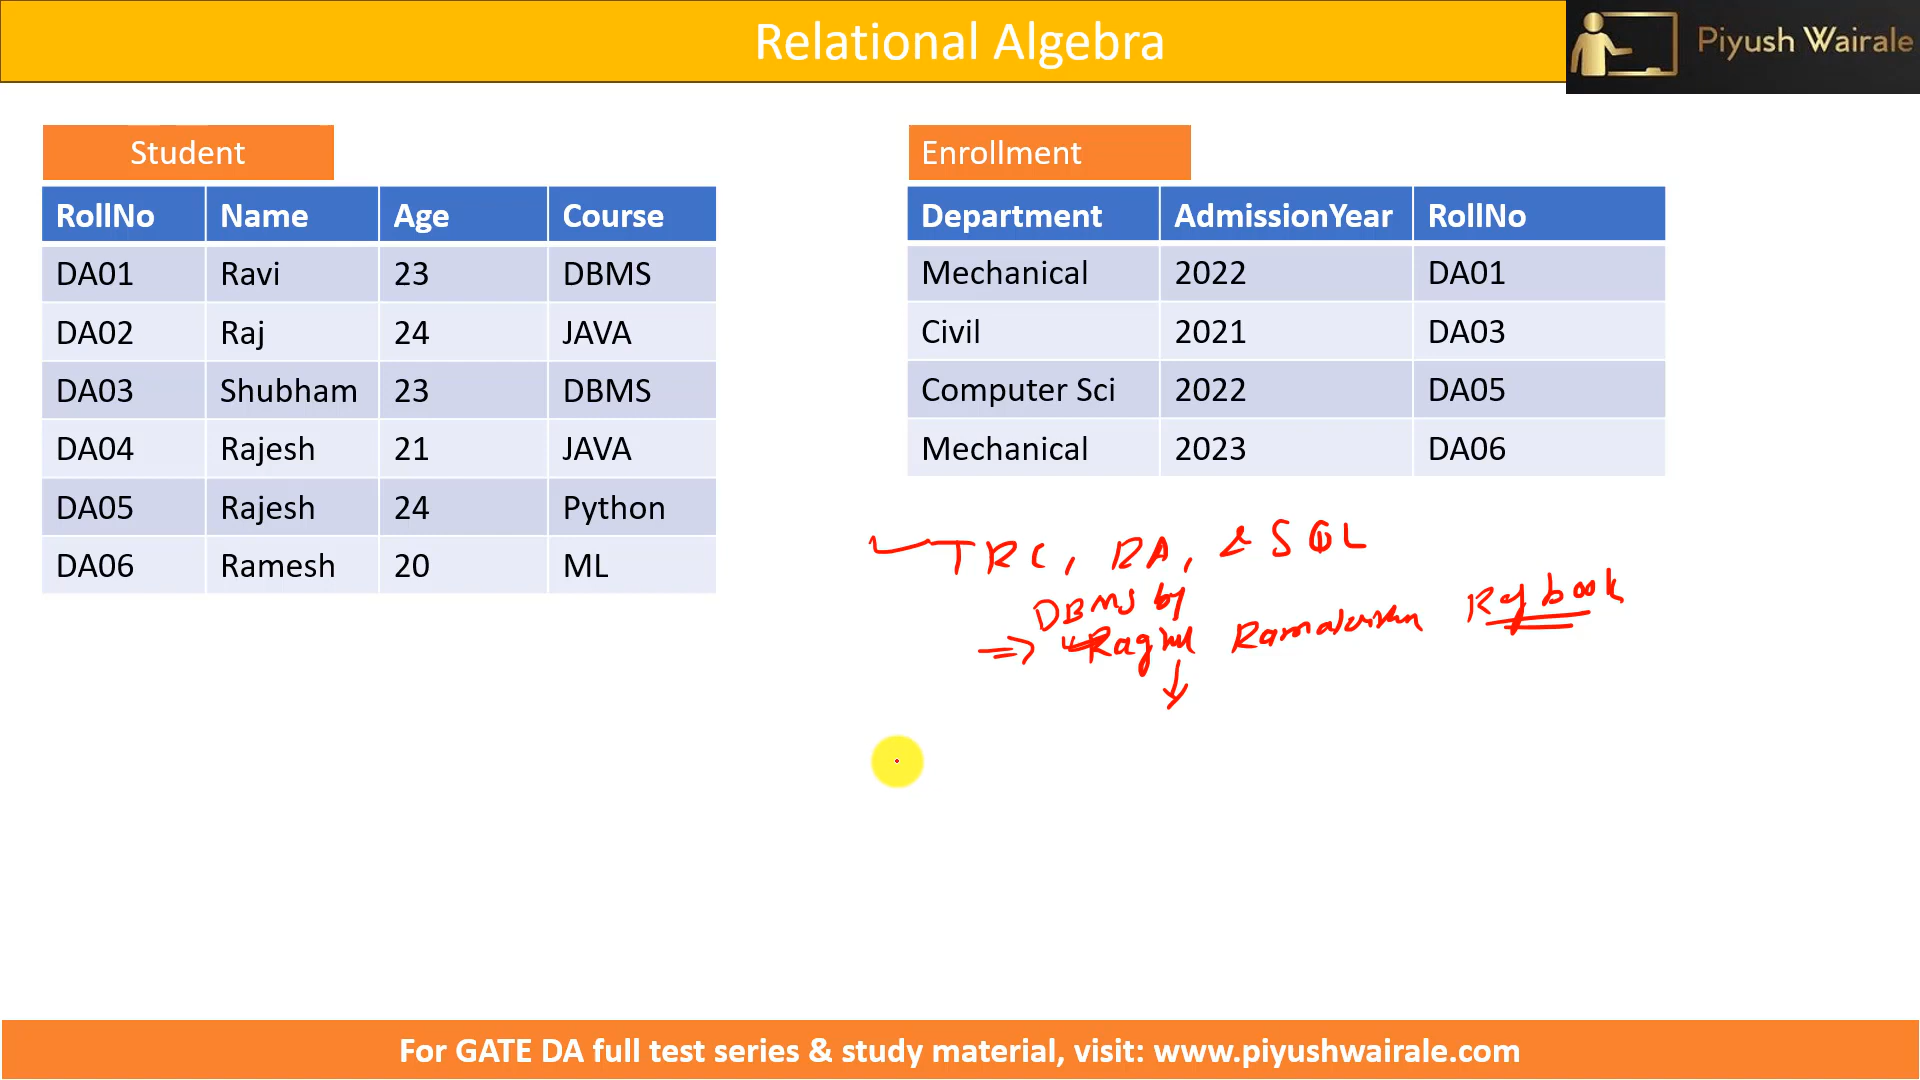 Relational Algebra
Piyush Wairale
Student
RollNo Name Age Course
DA01 Ravi 23 DBMS
DA02 Raj 24 JAVA
DA03 Shubham 23 DBMS
DA04 Rajesh 21 JAVA
DA05 Rajesh 24 Python
DA06 Ramesh 20 ML
Enrollment
Department AdmissionYear RollNo
Mechanical 2022 DA01
Civil 2021 DA03
Computer Sci 2022 DA05
Mechanical 2023 DA06
TRC, RA, & SQL
DBMS by
⇒ book
For GATE DA full test series & study material, visit: www.piyushwairale.com